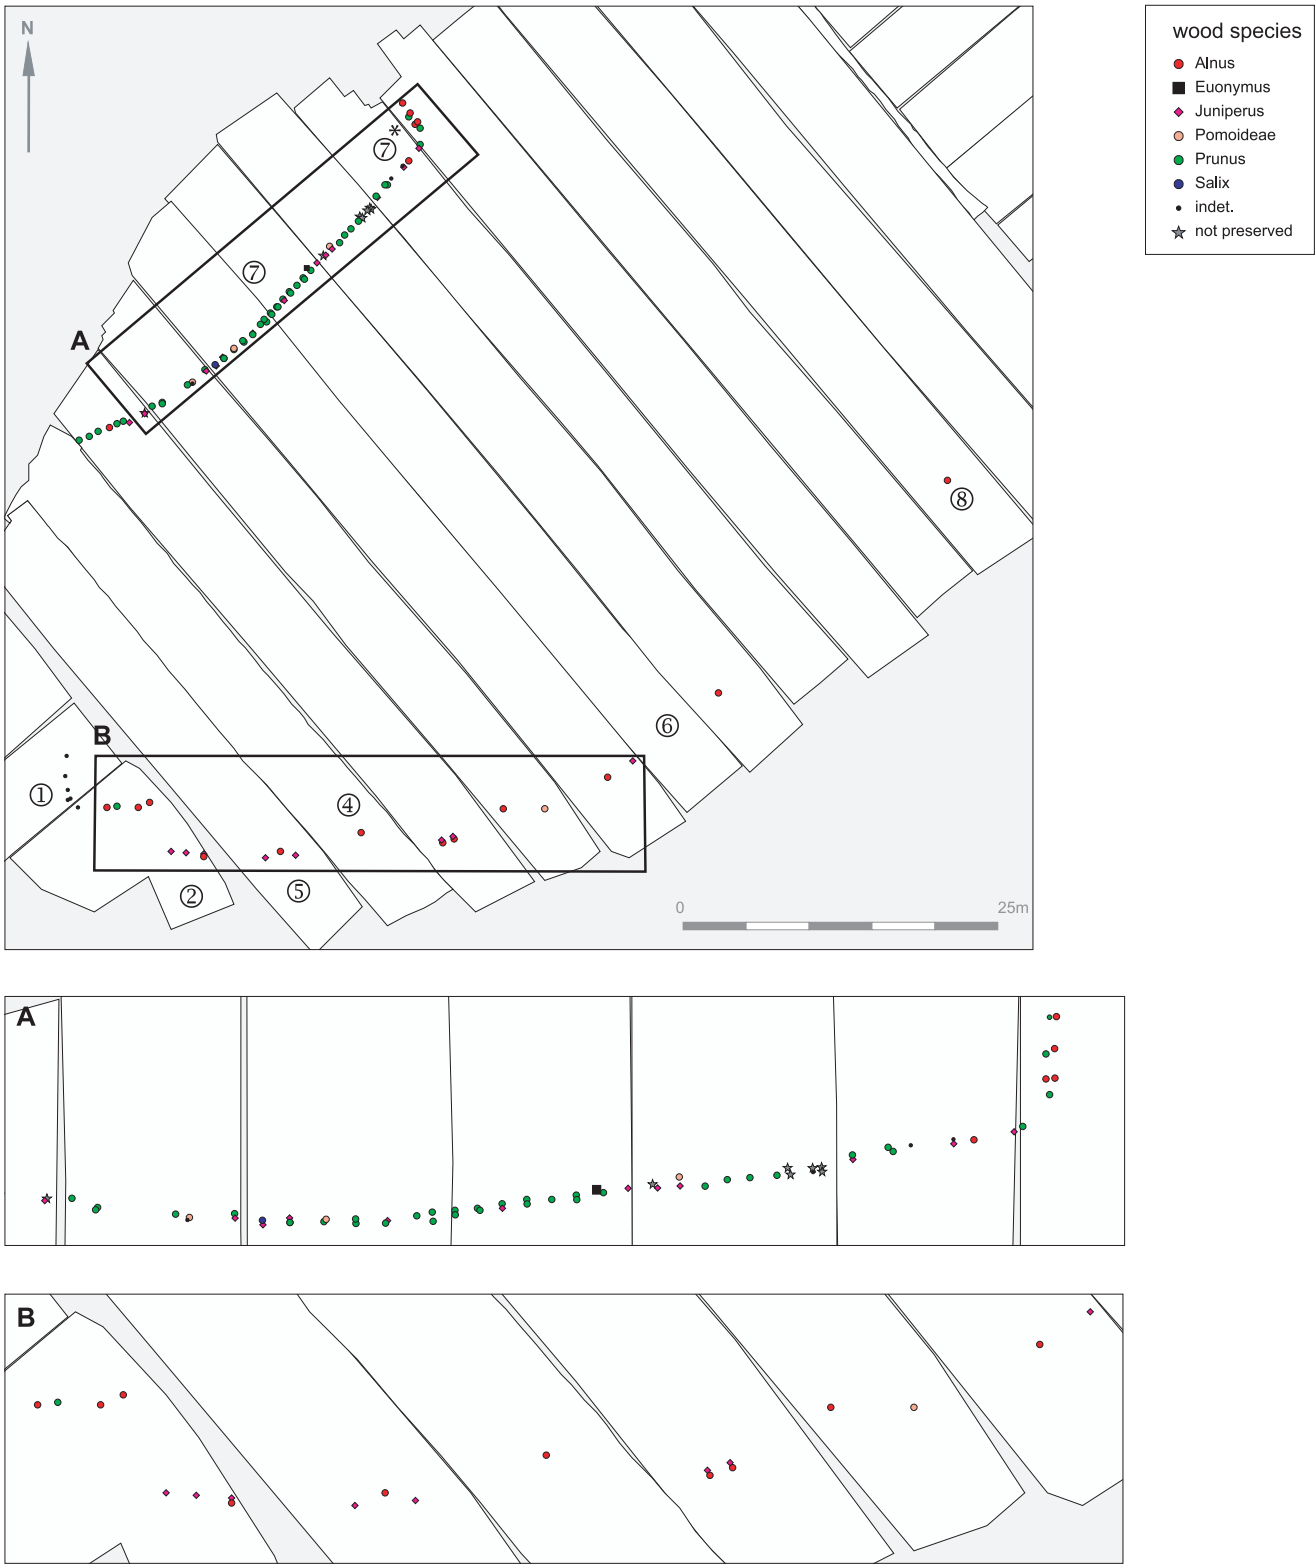 N
wood species
Alnus
Euonymus
Juniperus
Pomoideae
Prunus
Salix
indet.
not preserved
*
⑦
⑦
A
⑧
⑥
B
①
④
②
⑤
0 25m
A
B